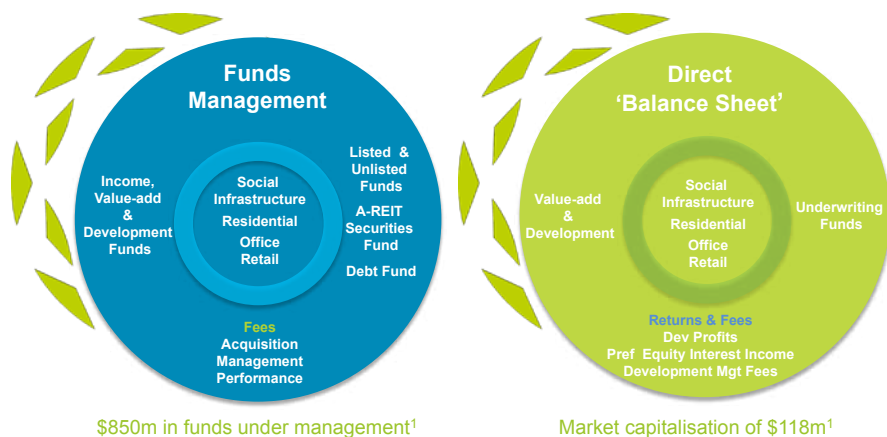 Funds
Management
Income,
Value-add
&
Development
Funds
Social
Infrastructure
Residential
Office
Retail
Listed & 
Unlisted
Funds
A-REIT
Securities
Fund
Debt Fund
Fees
Acquisition
Management
Performance
$850m in funds under management¹
Direct
‘Balance Sheet’
Value-add
&
Development
Social
Infrastructure
Residential
Office
Retail
Underwriting
Funds
Returns & Fees
Dev Profits
Pref Equity Interest Income
Development Mgt Fees
Market capitalisation of $118m¹